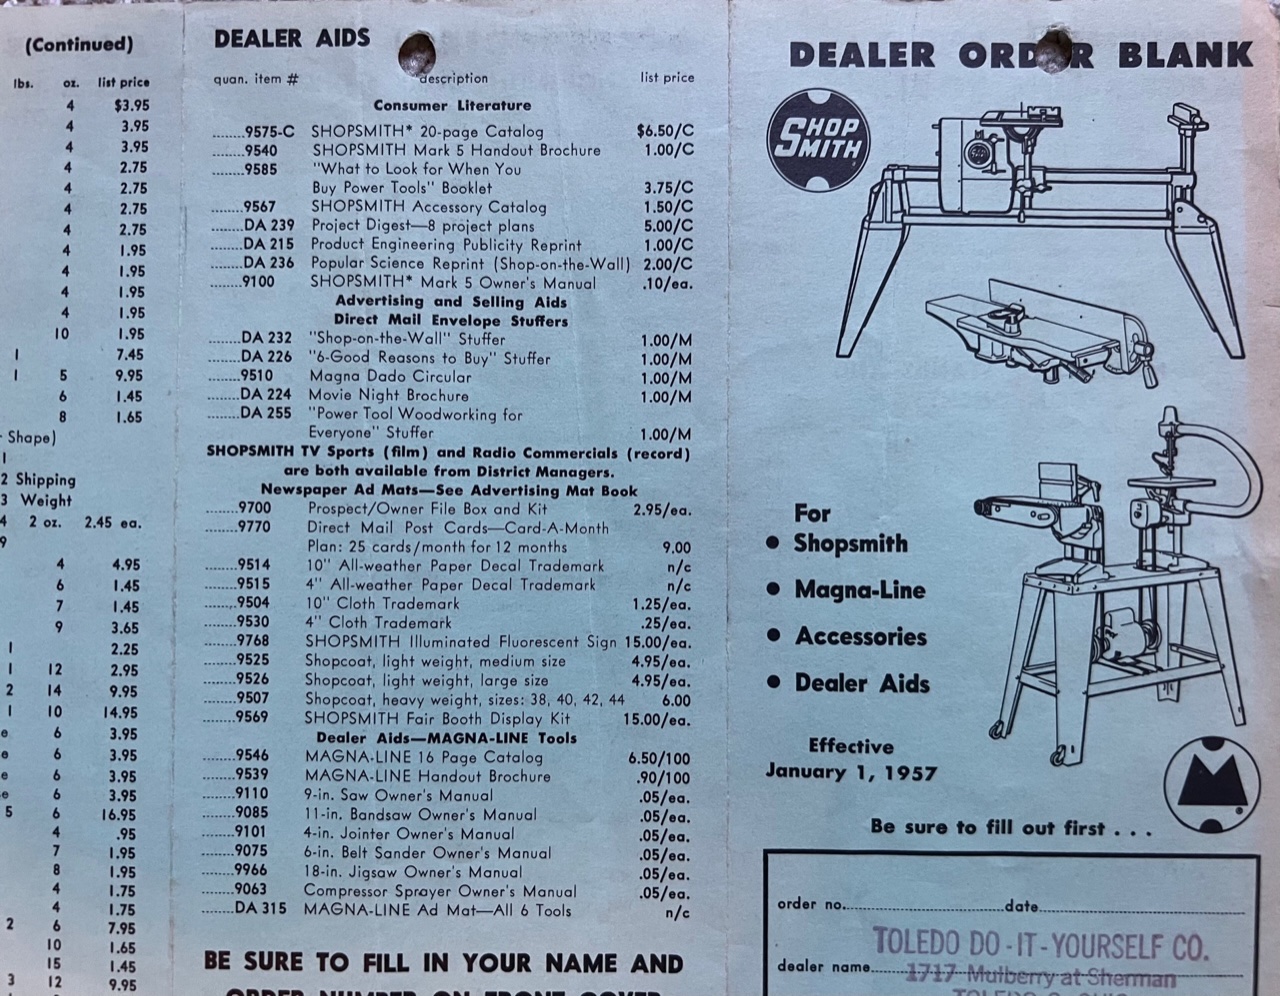 (Continued)
lbs. oz. list price
4 $3.95
4 3.95
4 3.95
4 2.75
4 2.75
4 2.75
4 2.75
4 1.95
4 1.95
4 1.95
4 1.95
10 1.95
1 7.45
1 5 9.95
6 1.45
8 1.65
Shape)
1
2 Shipping
3 Weight
4 2 oz. 2.45 ea.
9
4 4.95
6 1.45
7 1.45
9 3.65
1 2.25
1 12 2.95
2 14 9.95
1 10 14.95
e 6 3.95
e 6 3.95
e 6 3.95
e 6 3.95
5 6 16.95
4 .95
7 1.95
8 1.95
4 1.75
4 1.75
2 6 7.95
10 1.65
15 1.45
3 12 9.95
DEALER AIDS
quan. item # description list price
Consumer Literature
........9575-C SHOPSMITH* 20-page Catalog $6.50/C
........9540 SHOPSMITH Mark 5 Handout Brochure 1.00/C
........9585 "What to Look for When You
Buy Power Tools" Booklet 3.75/C
........9567 SHOPSMITH Accessory Catalog 1.50/C
........DA 239 Project Digest—8 project plans 5.00/C
........DA 215 Product Engineering Publicity Reprint 1.00/C
........DA 236 Popular Science Reprint (Shop-on-the-Wall) 2.00/C
........9100 SHOPSMITH* Mark 5 Owner's Manual .10/ea.
Advertising and Selling Aids
Direct Mail Envelope Stuffers
........DA 232 "Shop-on-the-Wall" Stuffer 1.00/M
........DA 226 "6-Good Reasons to Buy" Stuffer 1.00/M
........9510 Magna Dado Circular 1.00/M
........DA 224 Movie Night Brochure 1.00/M
........DA 255 "Power Tool Woodworking for
Everyone" Stuffer 1.00/M
SHOPSMITH TV Sports (film) and Radio Commercials (record)
are both available from District Managers.
Newspaper Ad Mats—See Advertising Mat Book
........9700 Prospect/Owner File Box and Kit 2.95/ea.
........9770 Direct Mail Post Cards—Card-A-Month
Plan: 25 cards/month for 12 months 9.00
........9514 10" All-weather Paper Decal Trademark n/c
........9515 4" All-weather Paper Decal Trademark n/c
........9504 10" Cloth Trademark 1.25/ea.
........9530 4" Cloth Trademark .25/ea.
........9768 SHOPSMITH Illuminated Fluorescent Sign 15.00/ea.
........9525 Shopcoat, light weight, medium size 4.95/ea.
........9526 Shopcoat, light weight, large size 4.95/ea.
........9507 Shopcoat, heavy weight, sizes: 38, 40, 42, 44 6.00
........9569 SHOPSMITH Fair Booth Display Kit 15.00/ea.
Dealer Aids—MAGNA-LINE Tools
........9546 MAGNA-LINE 16 Page Catalog 6.50/100
........9539 MAGNA-LINE Handout Brochure .90/100
........9110 9-in. Saw Owner's Manual .05/ea.
........9085 11-in. Bandsaw Owner's Manual .05/ea.
........9101 4-in. Jointer Owner's Manual .05/ea.
........9075 6-in. Belt Sander Owner's Manual .05/ea.
........9966 18-in. Jigsaw Owner's Manual .05/ea.
........9063 Compressor Sprayer Owner's Manual .05/ea.
........DA 315 MAGNA-LINE Ad Mat—All 6 Tools n/c
BE SURE TO FILL IN YOUR NAME AND
ORDER NUMBER ON FRONT COVER
DEALER ORDER BLANK
SHOP
SMITH
For
• Shopsmith
• Magna-Line
• Accessories
• Dealer Aids
Effective
January 1, 1957
M
Be sure to fill out first . . .
order no.......................date.......................
TOLEDO DO-IT-YOURSELF CO.
dealer name........1717 Mulberry at Sherman
TOLEDO